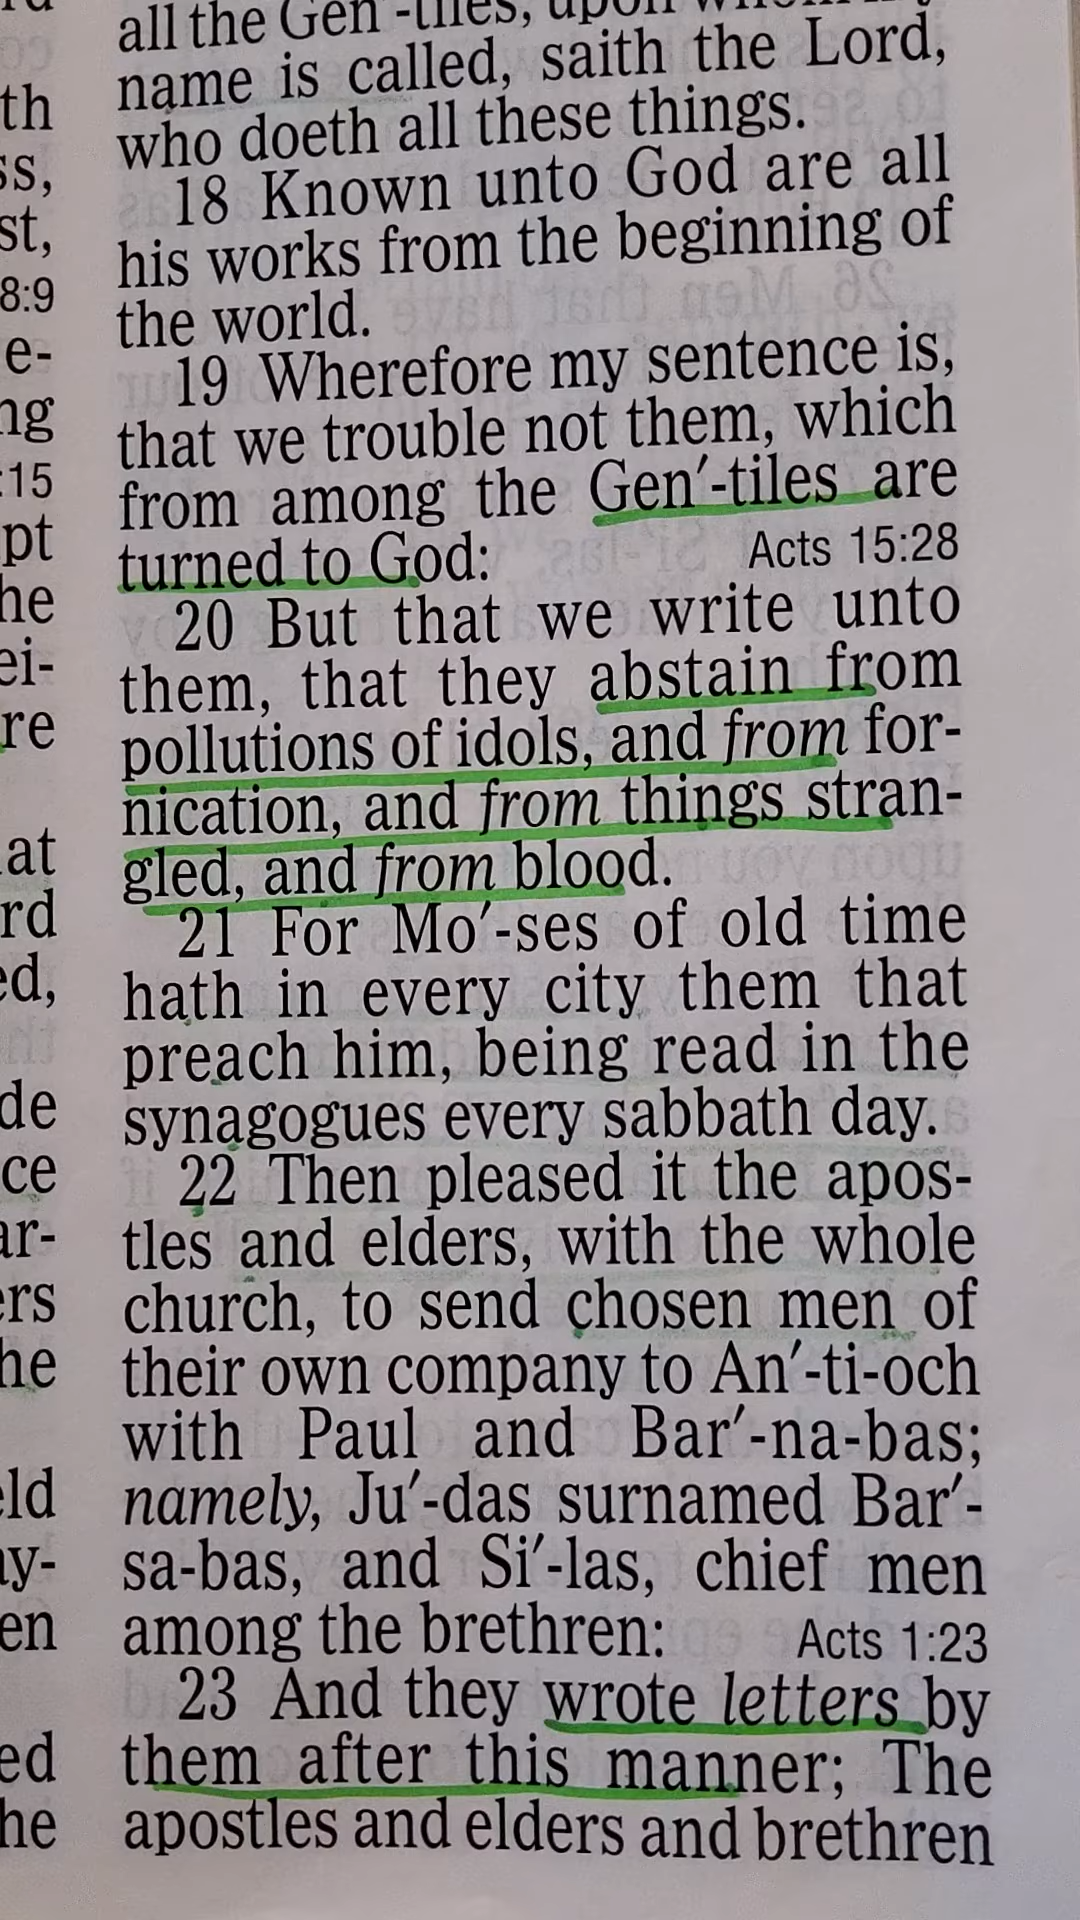 all the Gen'-tiles, upon whom my
name is called, saith the Lord,
who doeth all these things.
18 Known unto God are all
his works from the beginning of
the world.
19 Wherefore my sentence is,
that we trouble not them, which
from among the Gen′-tiles are
turned to God: Acts 15:28
20 But that we write unto
them, that they abstain from
pollutions of idols, and from for-
nication, and from things stran-
gled, and from blood.
21 For Mo′-ses of old time
hath in every city them that
preach him, being read in the
synagogues every sabbath day.
22 Then pleased it the apos-
tles and elders, with the whole
church, to send chosen men of
their own company to An′-ti-och
with Paul and Bar′-na-bas;
namely, Ju′-das surnamed Bar′-
sa-bas, and Si′-las, chief men
among the brethren: Acts 1:23
23 And they wrote letters by
them after this manner; The
apostles and elders and brethren